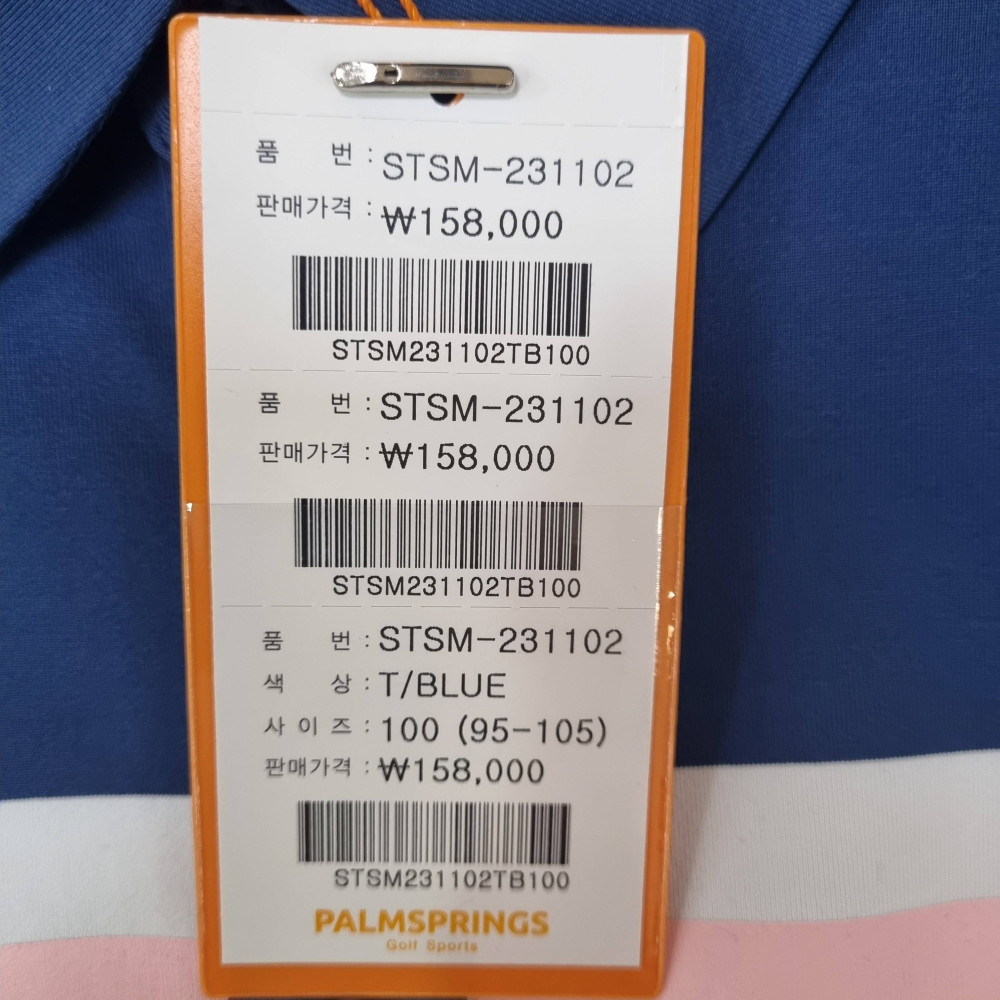 품 번 : STSM-231102
판매가격 : ₩158,000
STSM231102TB100
품 번 : STSM-231102
판매가격 : ₩158,000
STSM231102TB100
품 번 : STSM-231102
색 상 : T/BLUE
사 이 즈 : 100 (95-105)
판매가격 : ₩158,000
STSM231102TB100
PALMSPRINGS
Golf Sports